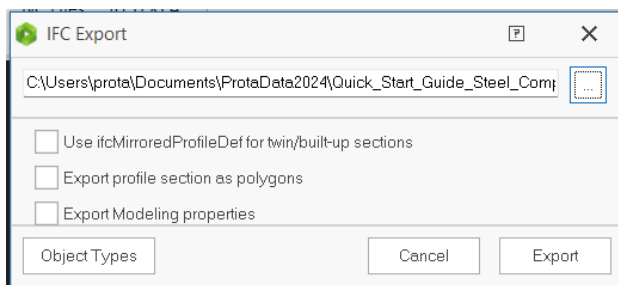 IFC Export
?
C:\Users\prota\Documents\ProtaData2024\Quick_Start_Guide_Steel_Comp
...
Use ifcMirroredProfileDef for twin/built-up sections
Export profile section as polygons
Export Modeling properties
Object Types
Cancel
Export